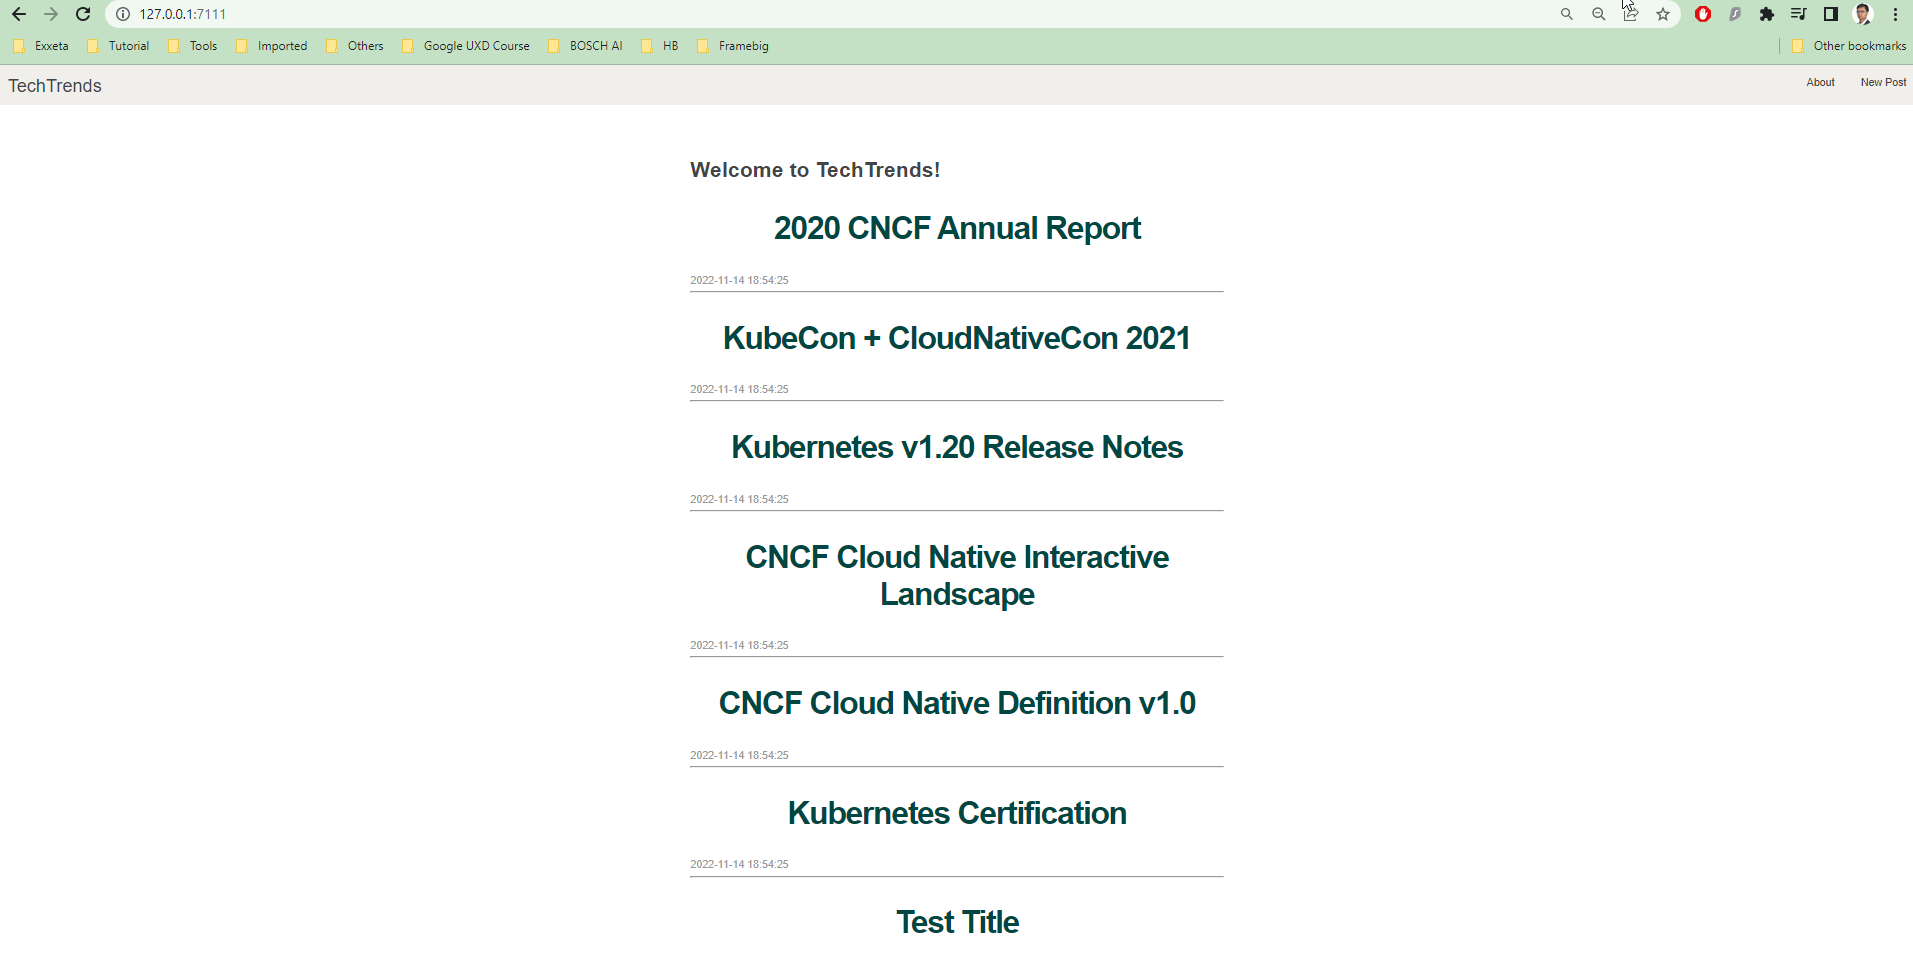 127.0.0.1:7111
Exxeta Tutorial Tools Imported Others Google UXD Course BOSCH AI HB Framebig Other bookmarks
TechTrends About New Post
Welcome to TechTrends!
2020 CNCF Annual Report
2022-11-14 18:54:25
KubeCon + CloudNativeCon 2021
2022-11-14 18:54:25
Kubernetes v1.20 Release Notes
2022-11-14 18:54:25
CNCF Cloud Native Interactive
Landscape
2022-11-14 18:54:25
CNCF Cloud Native Definition v1.0
2022-11-14 18:54:25
Kubernetes Certification
2022-11-14 18:54:25
Test Title